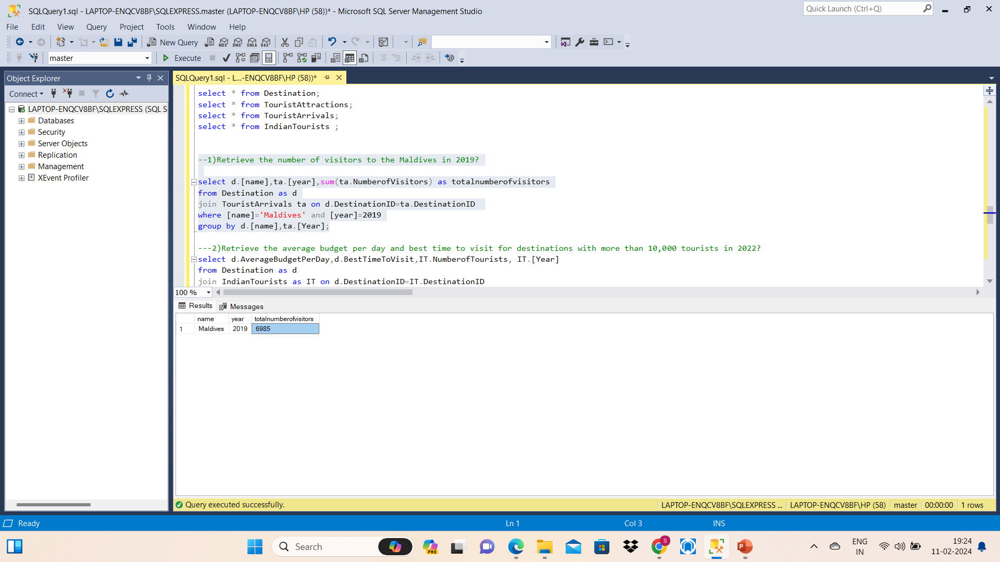 SQLQuery1.sql - LAPTOP-ENQCV8BF\SQLEXPRESS.master (LAPTOP-ENQCV8BF\HP (58))* - Microsoft SQL Server Management Studio
Quick Launch (Ctrl+Q)
File Edit View Query Project Tools Window Help
New Query
MDX DMX XMLA DAX
master
Execute
Object Explorer
Connect
LAPTOP-ENQCV8BF\SQLEXPRESS (SQL S
Databases
Security
Server Objects
Replication
Management
XEvent Profiler
SQLQuery1.sql - L...-ENQCV8BF\HP (58))*
select * from Destination;
select * from TouristAttractions;
select * from TouristArrivals;
select * from IndianTourists ;
--1)Retrieve the number of visitors to the Maldives in 2019?
select d.[name],ta.[year],sum(ta.NumberofVisitors) as totalnumberofvisitors
from Destination as d
join TouristArrivals ta on d.DestinationID=ta.DestinationID
where [name]='Maldives' and [year]=2019
group by d.[name],ta.[Year];
---2)Retrieve the average budget per day and best time to visit for destinations with more than 10,000 tourists in 2022?
select d.AverageBudgetPerDay,d.BestTimeToVisit,IT.NumberofTourists, IT.[Year]
from Destination as d
join IndianTourists as IT on d.DestinationID=IT.DestinationID
100 %
Results Messages
name year totalnumberofvisitors
1 Maldives 2019 6985
Query executed successfully.
LAPTOP-ENQCV8BF\SQLEXPRESS ... LAPTOP-ENQCV8BF\HP (58) master 00:00:00 1 rows
Ready Ln 1 Col 3 INS
Search
PRE
S
P
ENG
IN
19:24
11-02-2024